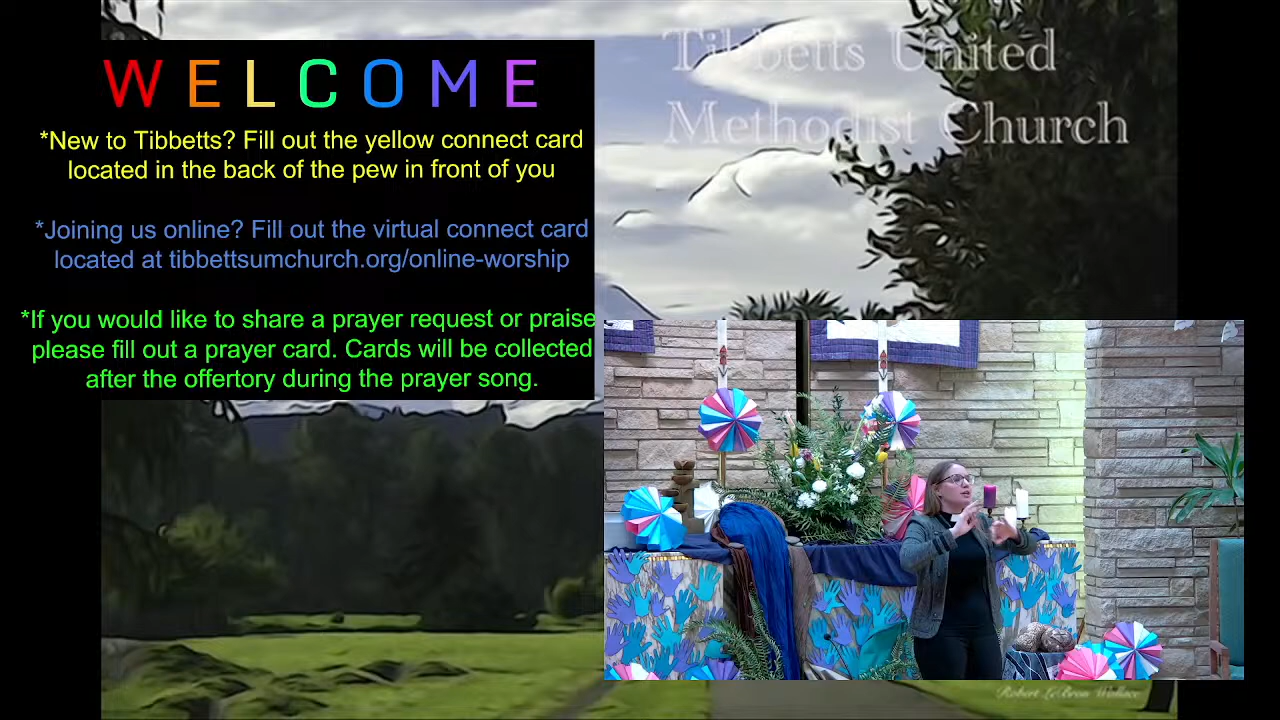 WELCOME
*New to Tibbetts? Fill out the yellow connect card
located in the back of the pew in front of you
*Joining us online? Fill out the virtual connect card
located at tibbettsumchurch.org/online-worship
*If you would like to share a prayer request or praise
please fill out a prayer card. Cards will be collected
after the offertory during the prayer song.
Tibbetts United
Methodist Church
Robert LeBron Wallace